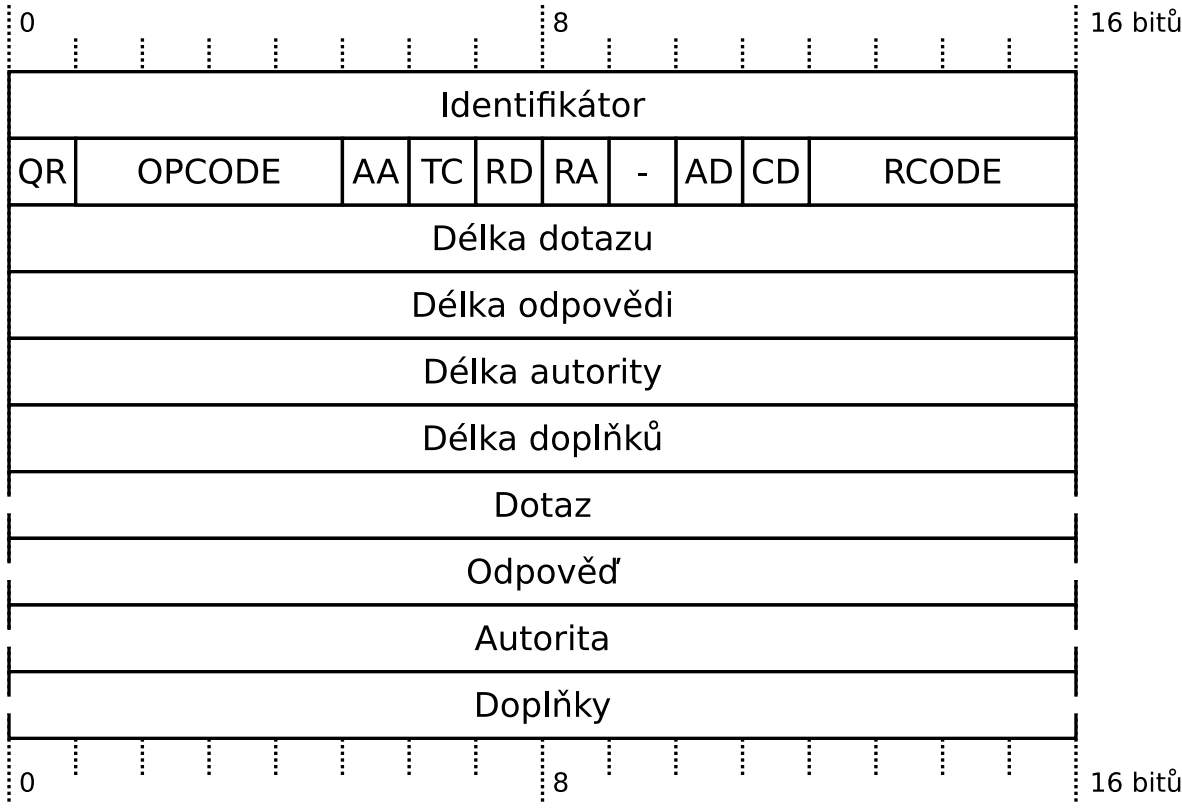 0 8 16 bitů
Identifikátor
QR OPCODE AA TC RD RA - AD CD RCODE
Délka dotazu
Délka odpovědi
Délka autority
Délka doplňků
Dotaz
Odpověď
Autorita
Doplňky
0 8 16 bitů